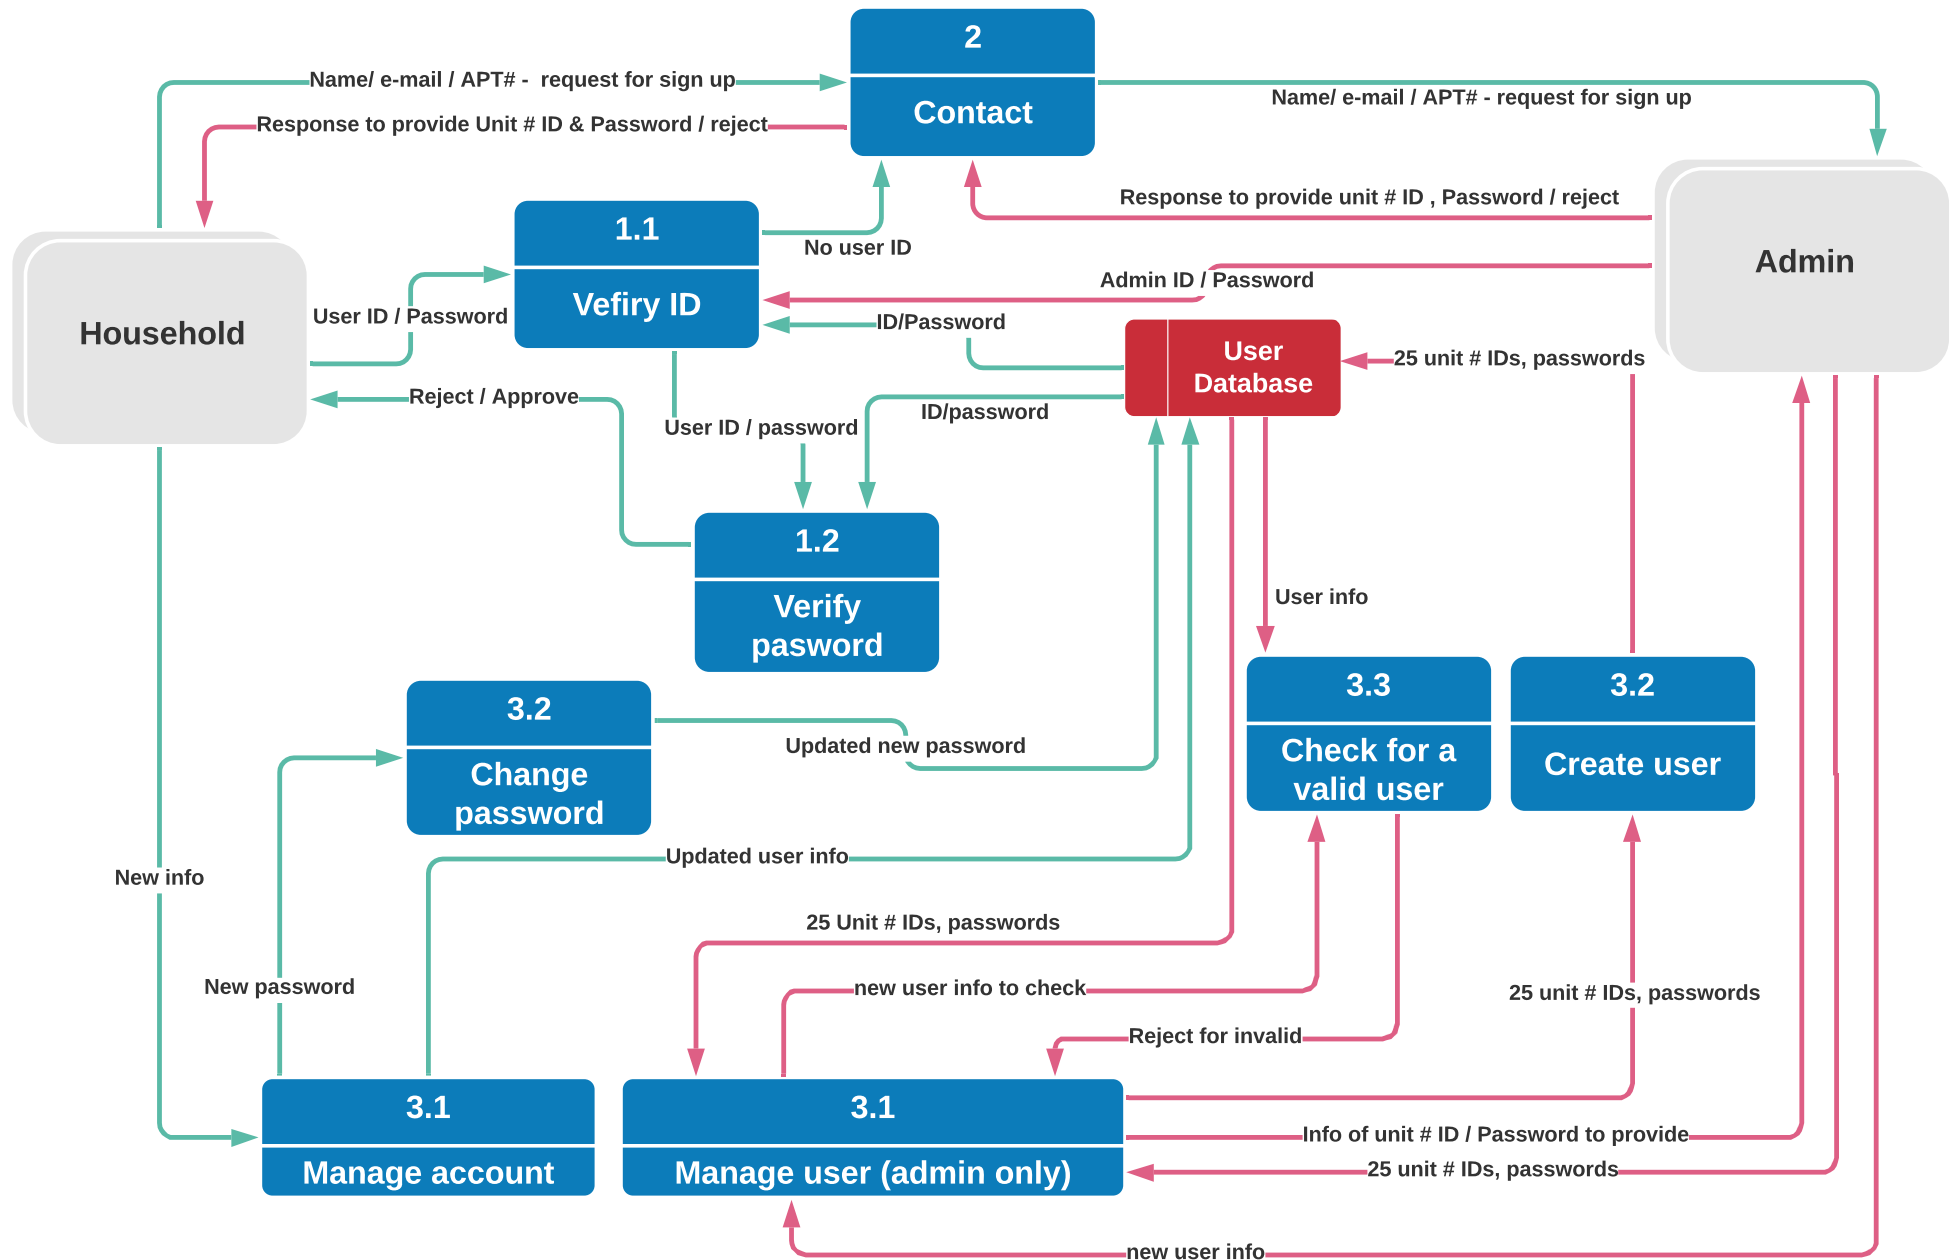 2
Contact
Name/ e-mail / APT# -  request for sign up
Name/ e-mail / APT# - request for sign up
Response to provide Unit # ID & Password / reject
Response to provide unit # ID , Password / reject
1.1
Vefiry ID
No user ID
Admin
Admin ID / Password
Household
User ID / Password
ID/Password
User
Database
25 unit # IDs, passwords
Reject / Approve
ID/password
User ID / password
1.2
Verify
pasword
User info
3.2
Change
password
3.3
Check for a
valid user
3.2
Create user
Updated new password
Updated user info
New info
25 Unit # IDs, passwords
New password
new user info to check
25 unit # IDs, passwords
Reject for invalid
3.1
Manage account
3.1
Manage user (admin only)
Info of unit # ID / Password to provide
25 unit # IDs, passwords
new user info